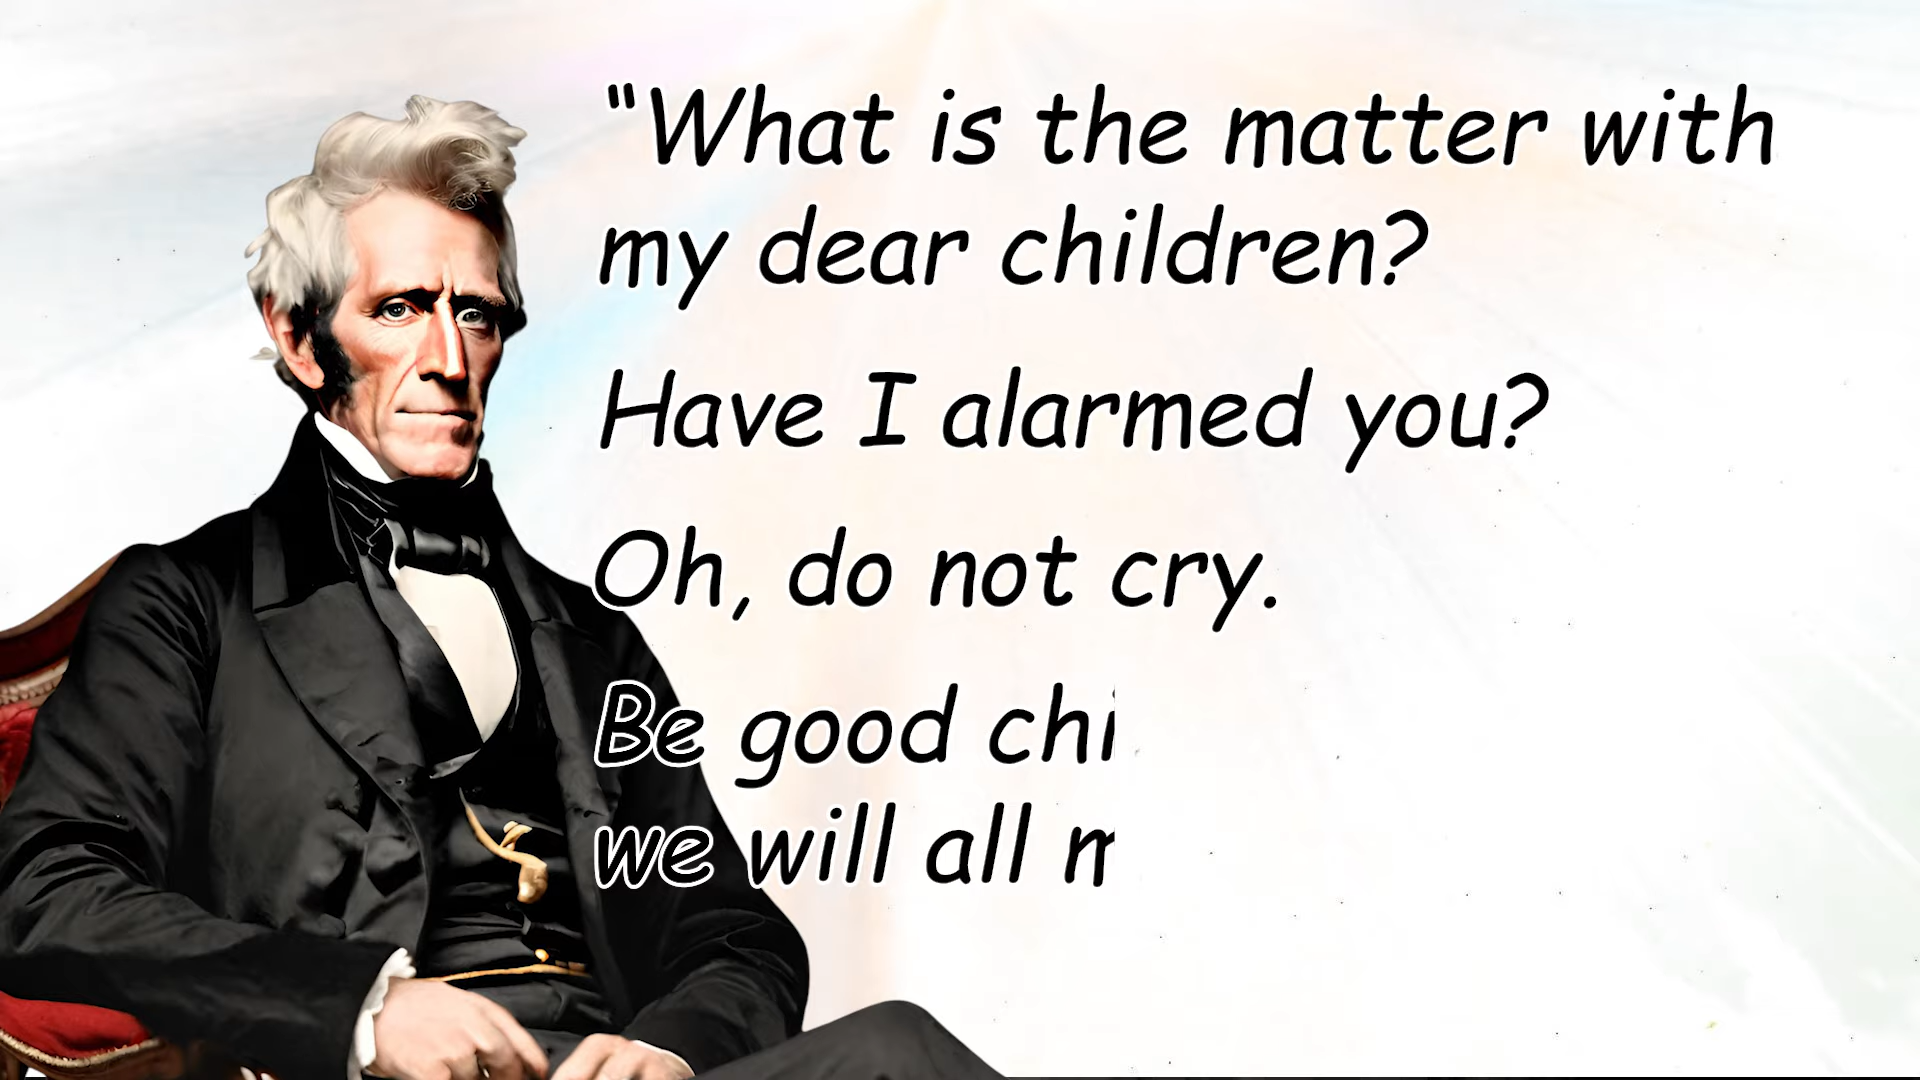 “What is the matter with
my dear children?
Have I alarmed you?
Oh, do not cry.
Be good chi
we will all m